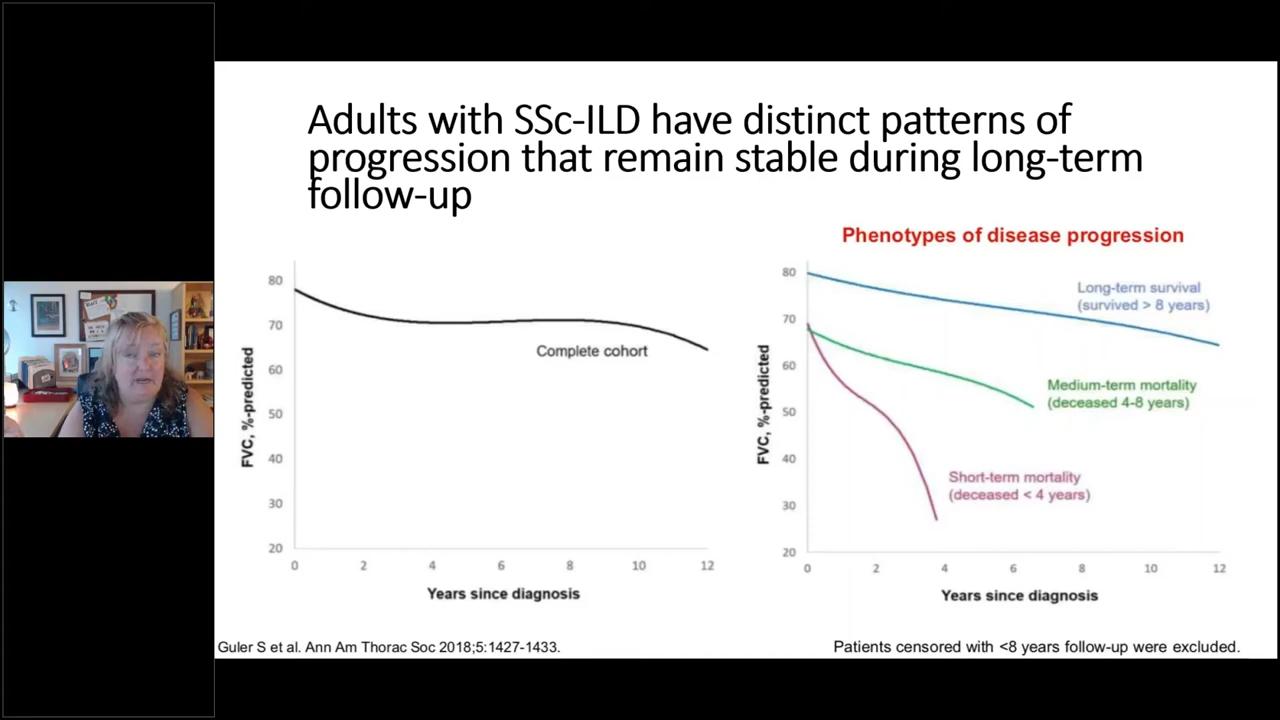 Adults with SSc-ILD have distinct patterns of
progression that remain stable during long-term
follow-up
80
70
60
50
40
30
20
0
2
4
6
8
10
12
FVC, %-predicted
Complete cohort
Years since diagnosis
Phenotypes of disease progression
80
70
60
50
40
30
20
0
2
4
6
8
10
12
FVC, %-predicted
Long-term survival
(survived > 8 years)
Medium-term mortality
(deceased 4-8 years)
Short-term mortality
(deceased < 4 years)
Years since diagnosis
Guler S et al. Ann Am Thorac Soc 2018;5:1427-1433.
Patients censored with <8 years follow-up were excluded.